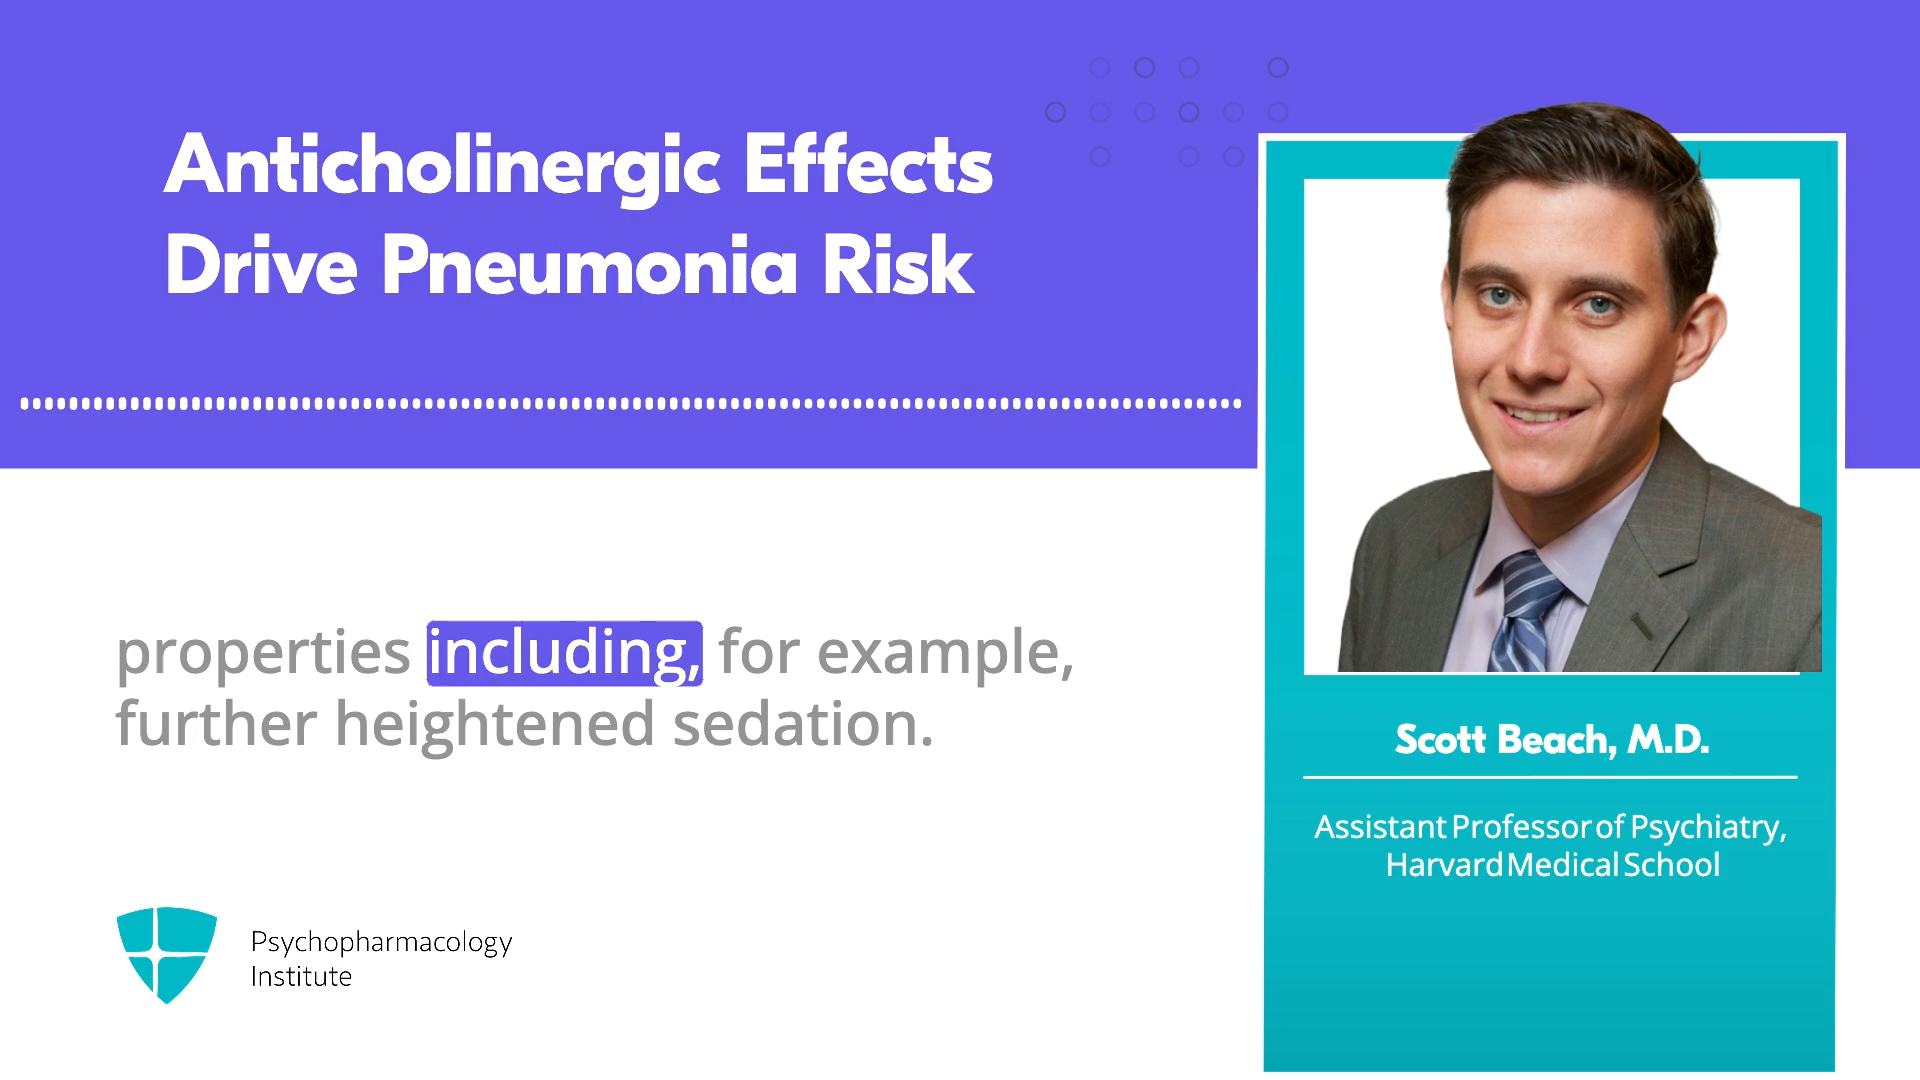 Anticholinergic Effects
Drive Pneumonia Risk
properties including, for example,
further heightened sedation.
Psychopharmacology
Institute
Scott Beach, M.D.
Assistant Professor of Psychiatry,
Harvard Medical School